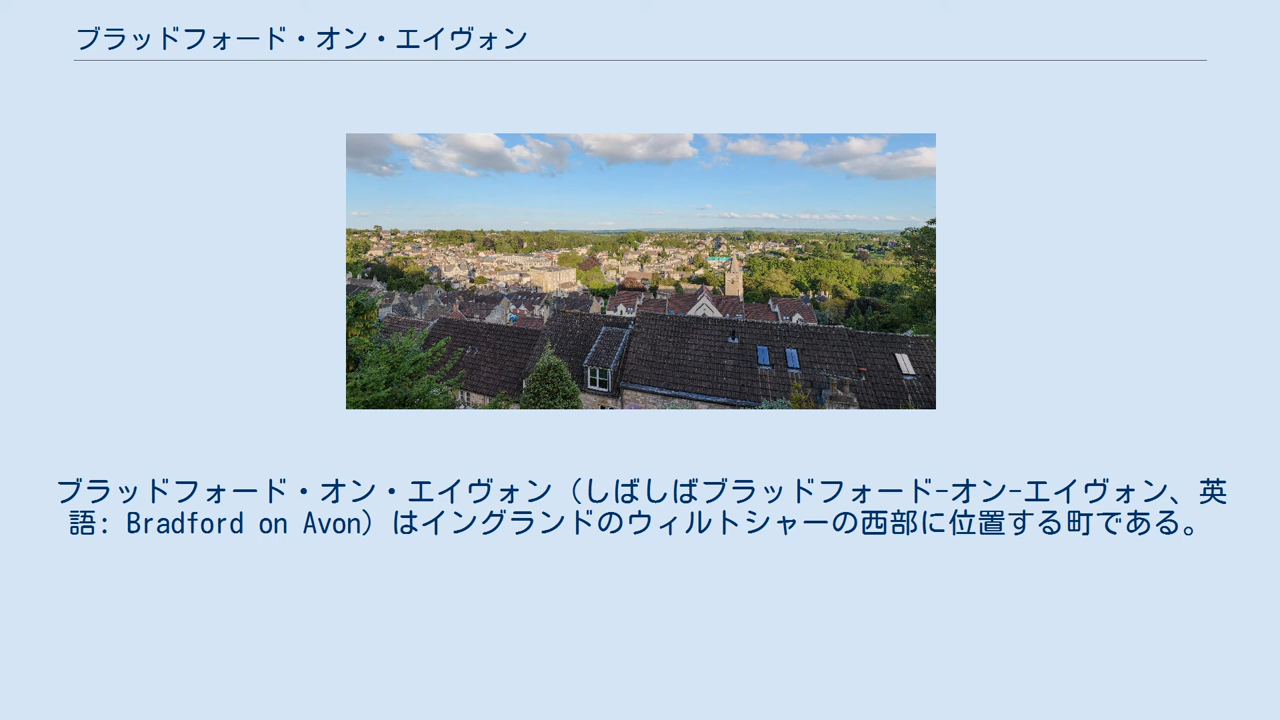 ブラッドフォード・オン・エイヴォン
ブラッドフォード・オン・エイヴォン（しばしばブラッドフォード-オン-エイヴォン、英
語: Bradford on Avon）はイングランドのウィルトシャーの西部に位置する町である。